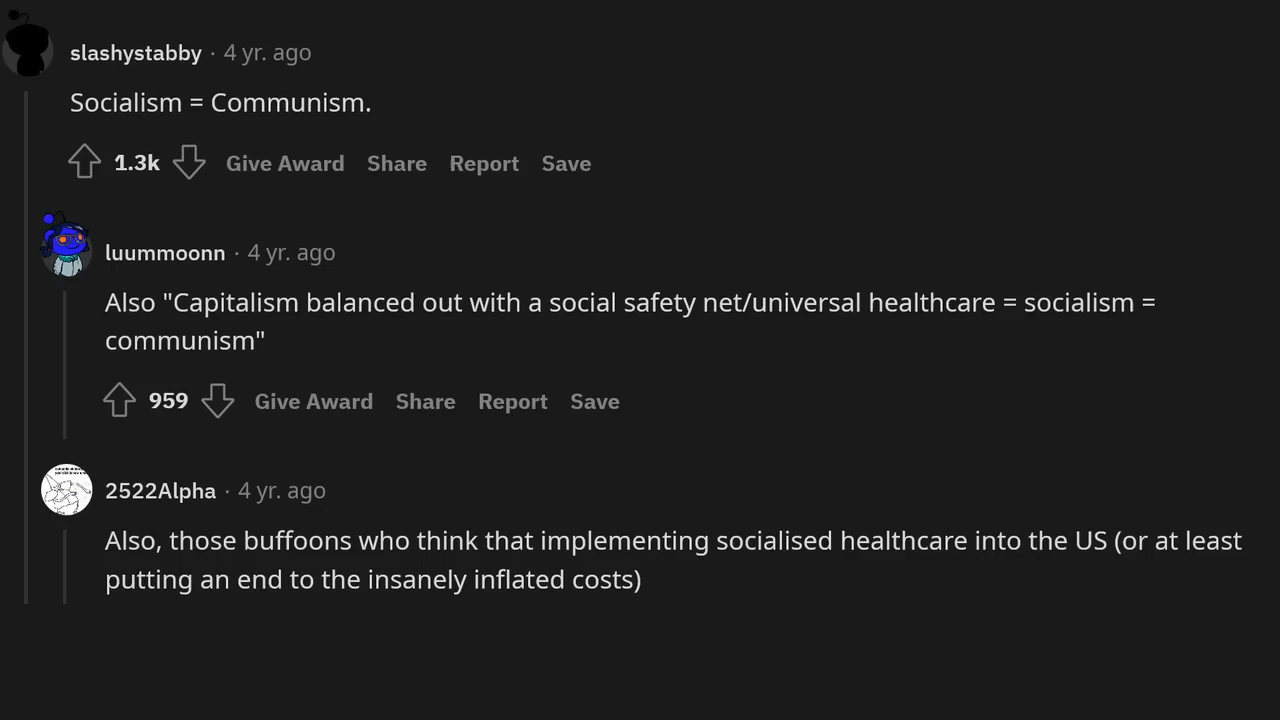 slashystabby · 4 yr. ago
Socialism = Communism.
1.3k Give Award Share Report Save
luummoonn · 4 yr. ago
Also "Capitalism balanced out with a social safety net/universal healthcare = socialism =
communism"
959 Give Award Share Report Save
2522Alpha · 4 yr. ago
Also, those buffoons who think that implementing socialised healthcare into the US (or at least
putting an end to the insanely inflated costs)